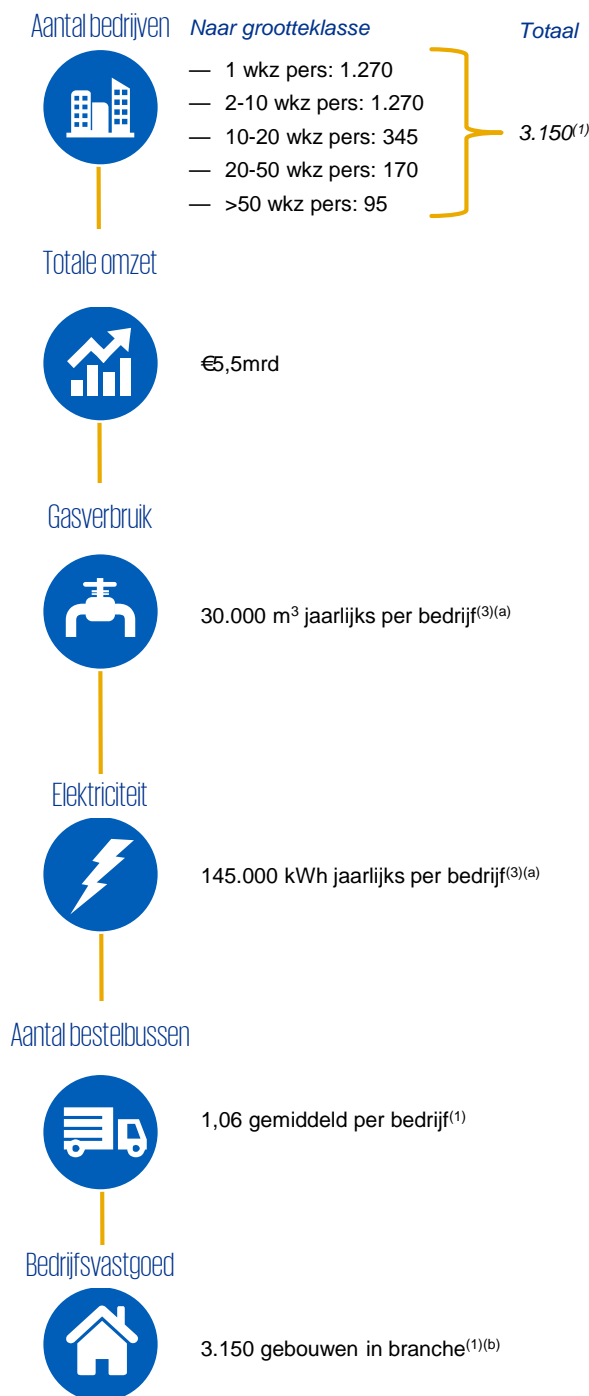 Aantal bedrijven Naar grootteklasse Totaal
— 1 wkz pers: 1.270
— 2-10 wkz pers: 1.270
— 10-20 wkz pers: 345 3.150(1)
— 20-50 wkz pers: 170
— >50 wkz pers: 95
Totale omzet
€5,5mrd
Gasverbruik
30.000 m³ jaarlijks per bedrijf(3)(a)
Elektriciteit
145.000 kWh jaarlijks per bedrijf(3)(a)
Aantal bestelbussen
1,06 gemiddeld per bedrijf(1)
Bedrijfsvastgoed
3.150 gebouwen in branche(1)(b)